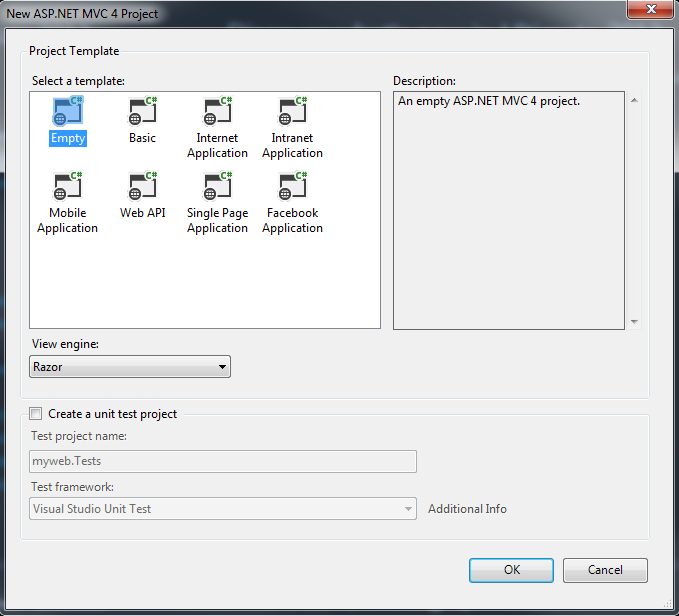 New ASP.NET MVC 4 Project
Project Template
Select a template:
Description:
C# C# C# C#
Empty Basic Internet Application Intranet Application
C# C# C# C#
Mobile Application Web API Single Page Application Facebook Application
An empty ASP.NET MVC 4 project.
View engine:
Razor
Create a unit test project
Test project name:
myweb.Tests
Test framework:
Visual Studio Unit Test
Additional Info
OK Cancel